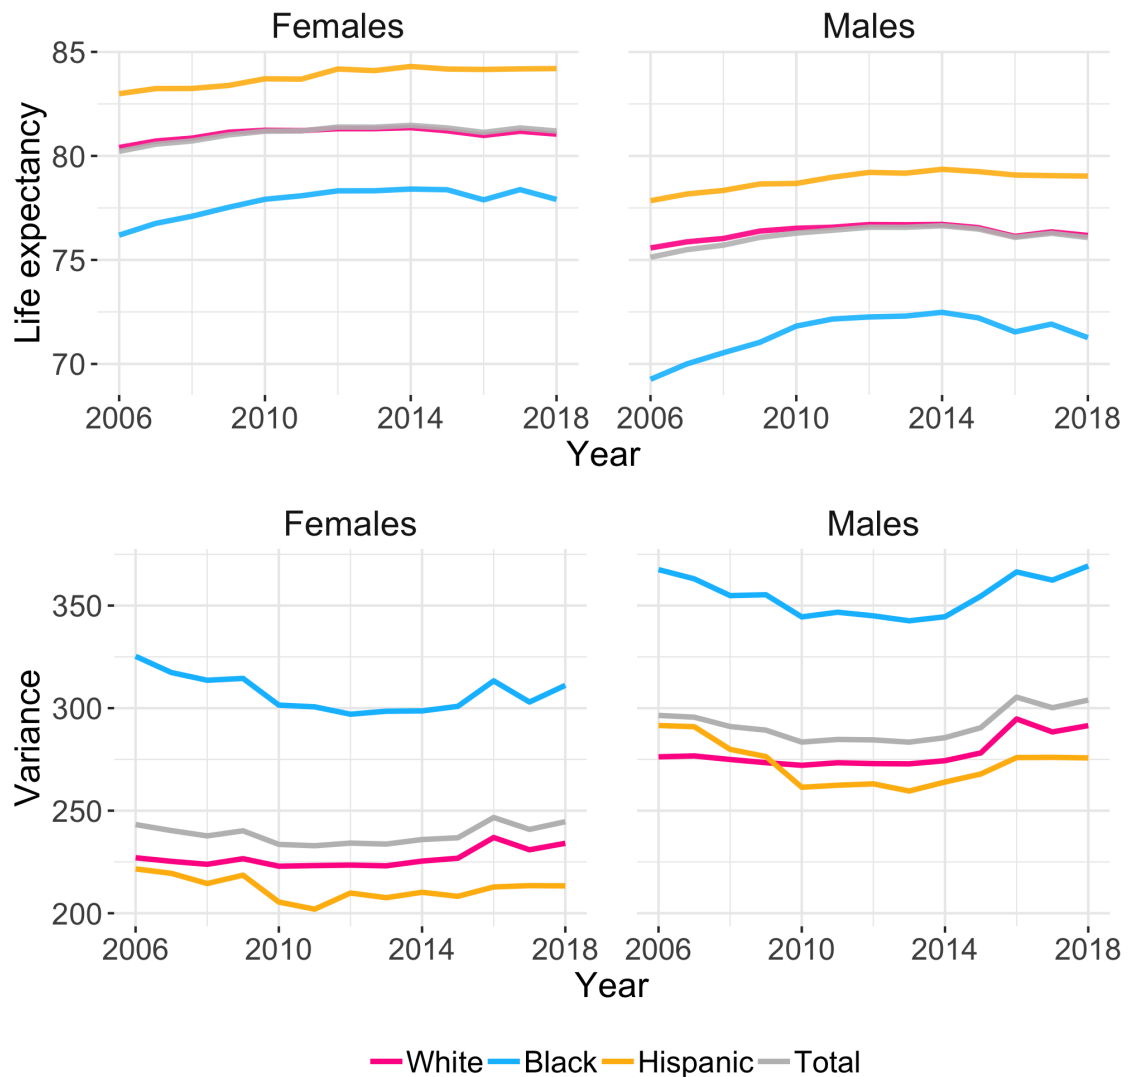 Females Males
Life expectancy
85
80
75
70
2006 2010 2014 2018 2006 2010 2014 2018
Year
Females Males
Variance
350
300
250
200
2006 2010 2014 2018 2006 2010 2014 2018
Year
White Black Hispanic Total